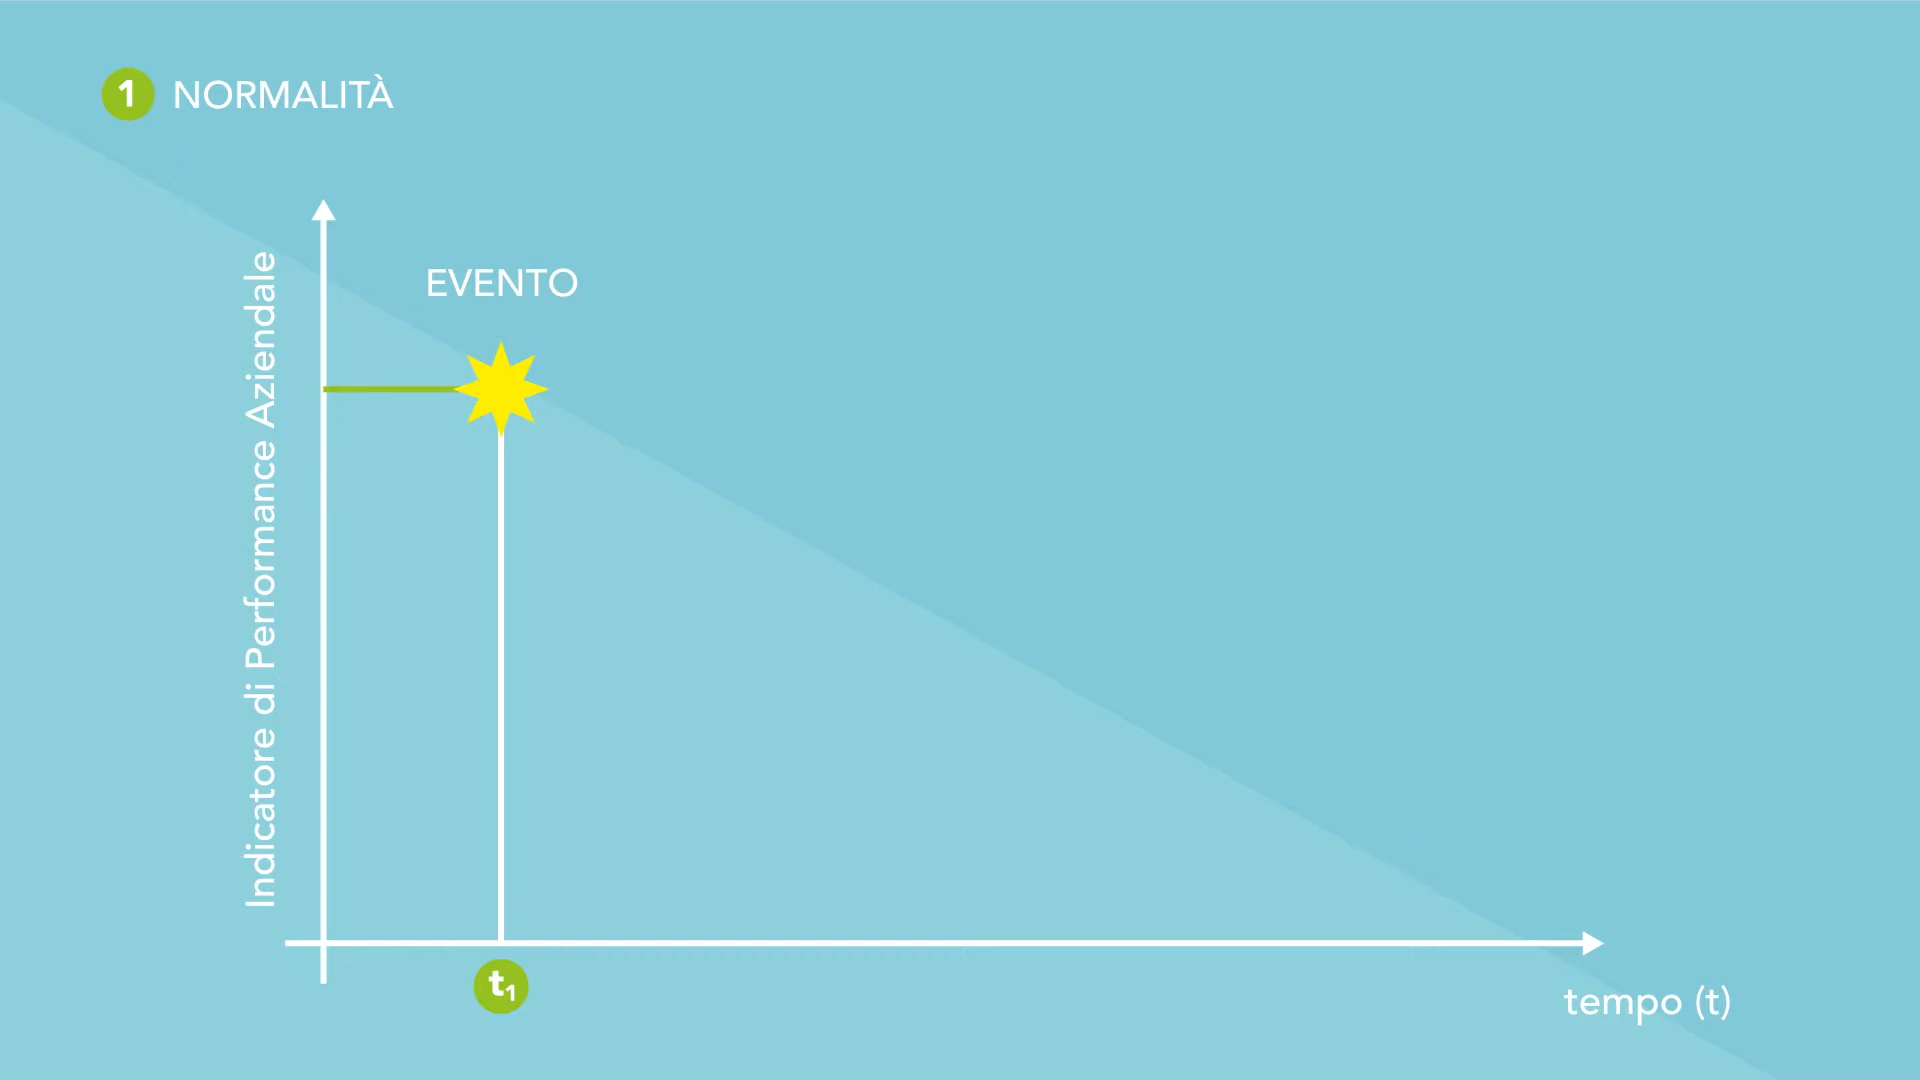 1 NORMALITÀ
EVENTO
Indicatore di Performance Aziendale
t₁
tempo (t)